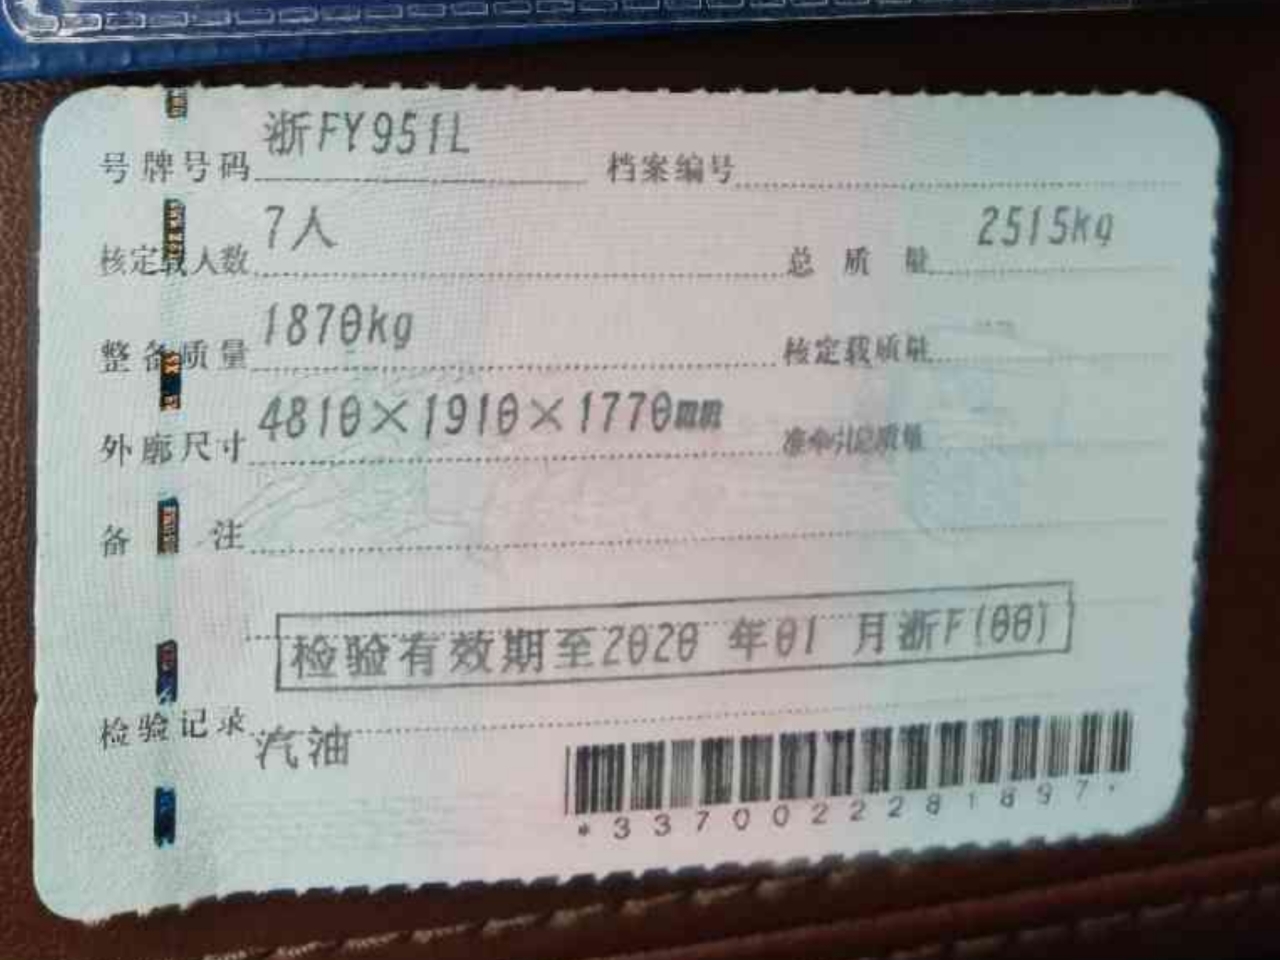 号牌号码 浙FY951L 档案编号
核定载人数 7人 总质量 2515kg
整备质量 1870kg 核定载质量
外廓尺寸 4810×1910×1770mm 准牵引总质量
备注
检验有效期至2020 年01 月浙F(00)
检验记录
汽油
*3370022281897*